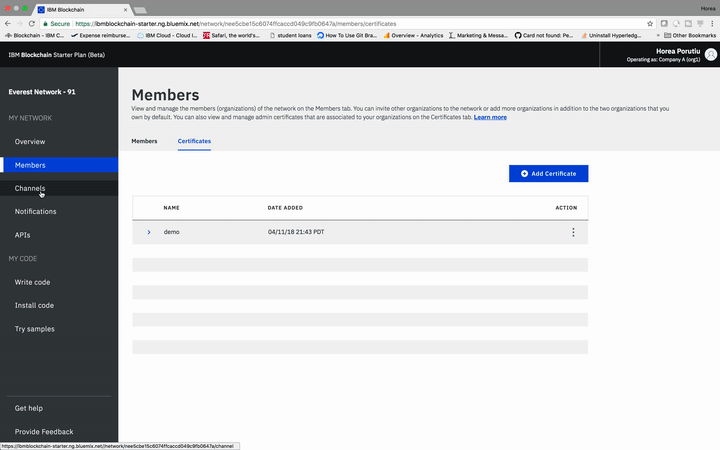 IBM Blockchain
Horea
Secure
https://ibmblockchain-starter.ng.bluemix.net/network/nee5cbe15c6074ffcaccd049c9fb0647a/members/certificates
Blockchain - IBM C...
Expense reimburse...
IBM Cloud - Cloud I...
Safari, the world's...
student loans
How To Use Git Bra...
Overview - Analytics
Marketing & Messa...
Card not found: Pe...
Uninstall Hyperledg...
»
Other Bookmarks
IBM Blockchain Starter Plan (Beta)
Horea Porutiu
Operating as: Company A (org1)
Everest Network - 91
MY NETWORK
Overview
Members
Channels
Notifications
APIs
MY CODE
Write code
Install code
Try samples
Get help
Provide Feedback
Members
View and manage the members (organizations) of the network on the Members tab. You can invite other organizations to the network or add more organizations in addition to the two organizations that you
own by default. You can also view and manage admin certificates that are associated to your organizations on the Certificates tab. Learn more
Members
Certificates
Add Certificate
NAME
DATE ADDED
ACTION
demo
04/11/18 21:43 PDT
https://ibmblockchain-starter.ng.bluemix.net/network/nee5cbe15c6074ffcaccd049c9fb0647a/channel